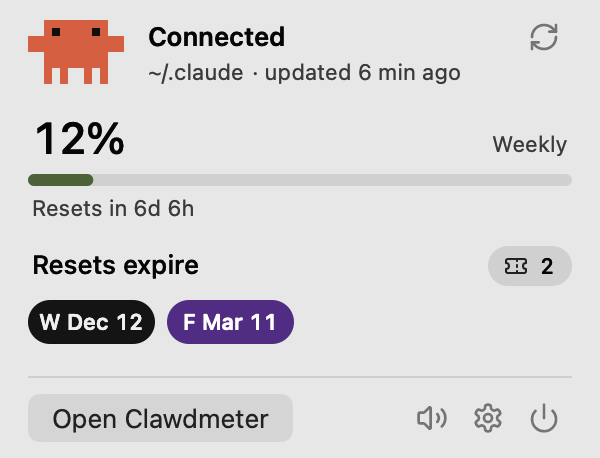 Connected
~/.claude · updated 6 min ago
12%
Weekly
Resets in 6d 6h
Resets expire
2
W Dec 12
F Mar 11
Open Clawdmeter